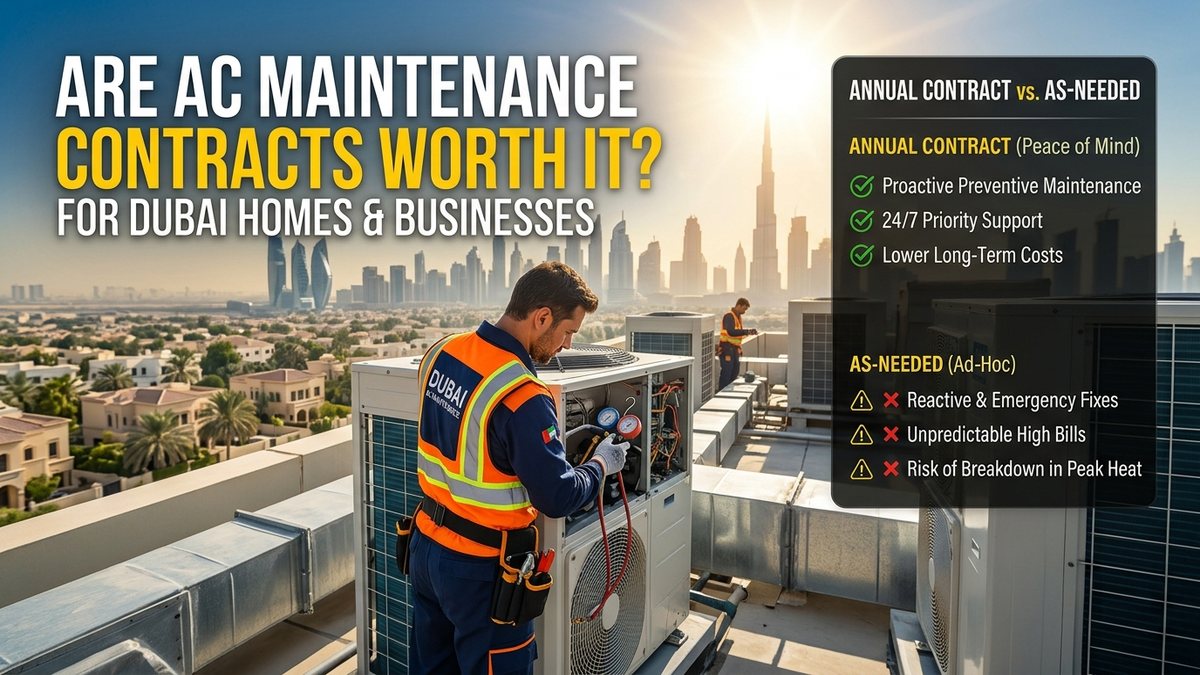 ARE AC MAINTENANCE
CONTRACTS WORTH IT?
FOR DUBAI HOMES & BUSINESSES
ANNUAL CONTRACT vs. AS-NEEDED
ANNUAL CONTRACT (Peace of Mind)
Proactive Preventive Maintenance
24/7 Priority Support
Lower Long-Term Costs
AS-NEEDED (Ad-Hoc)
Reactive & Emergency Fixes
Unpredictable High Bills
Risk of Breakdown in Peak Heat
DUBAI